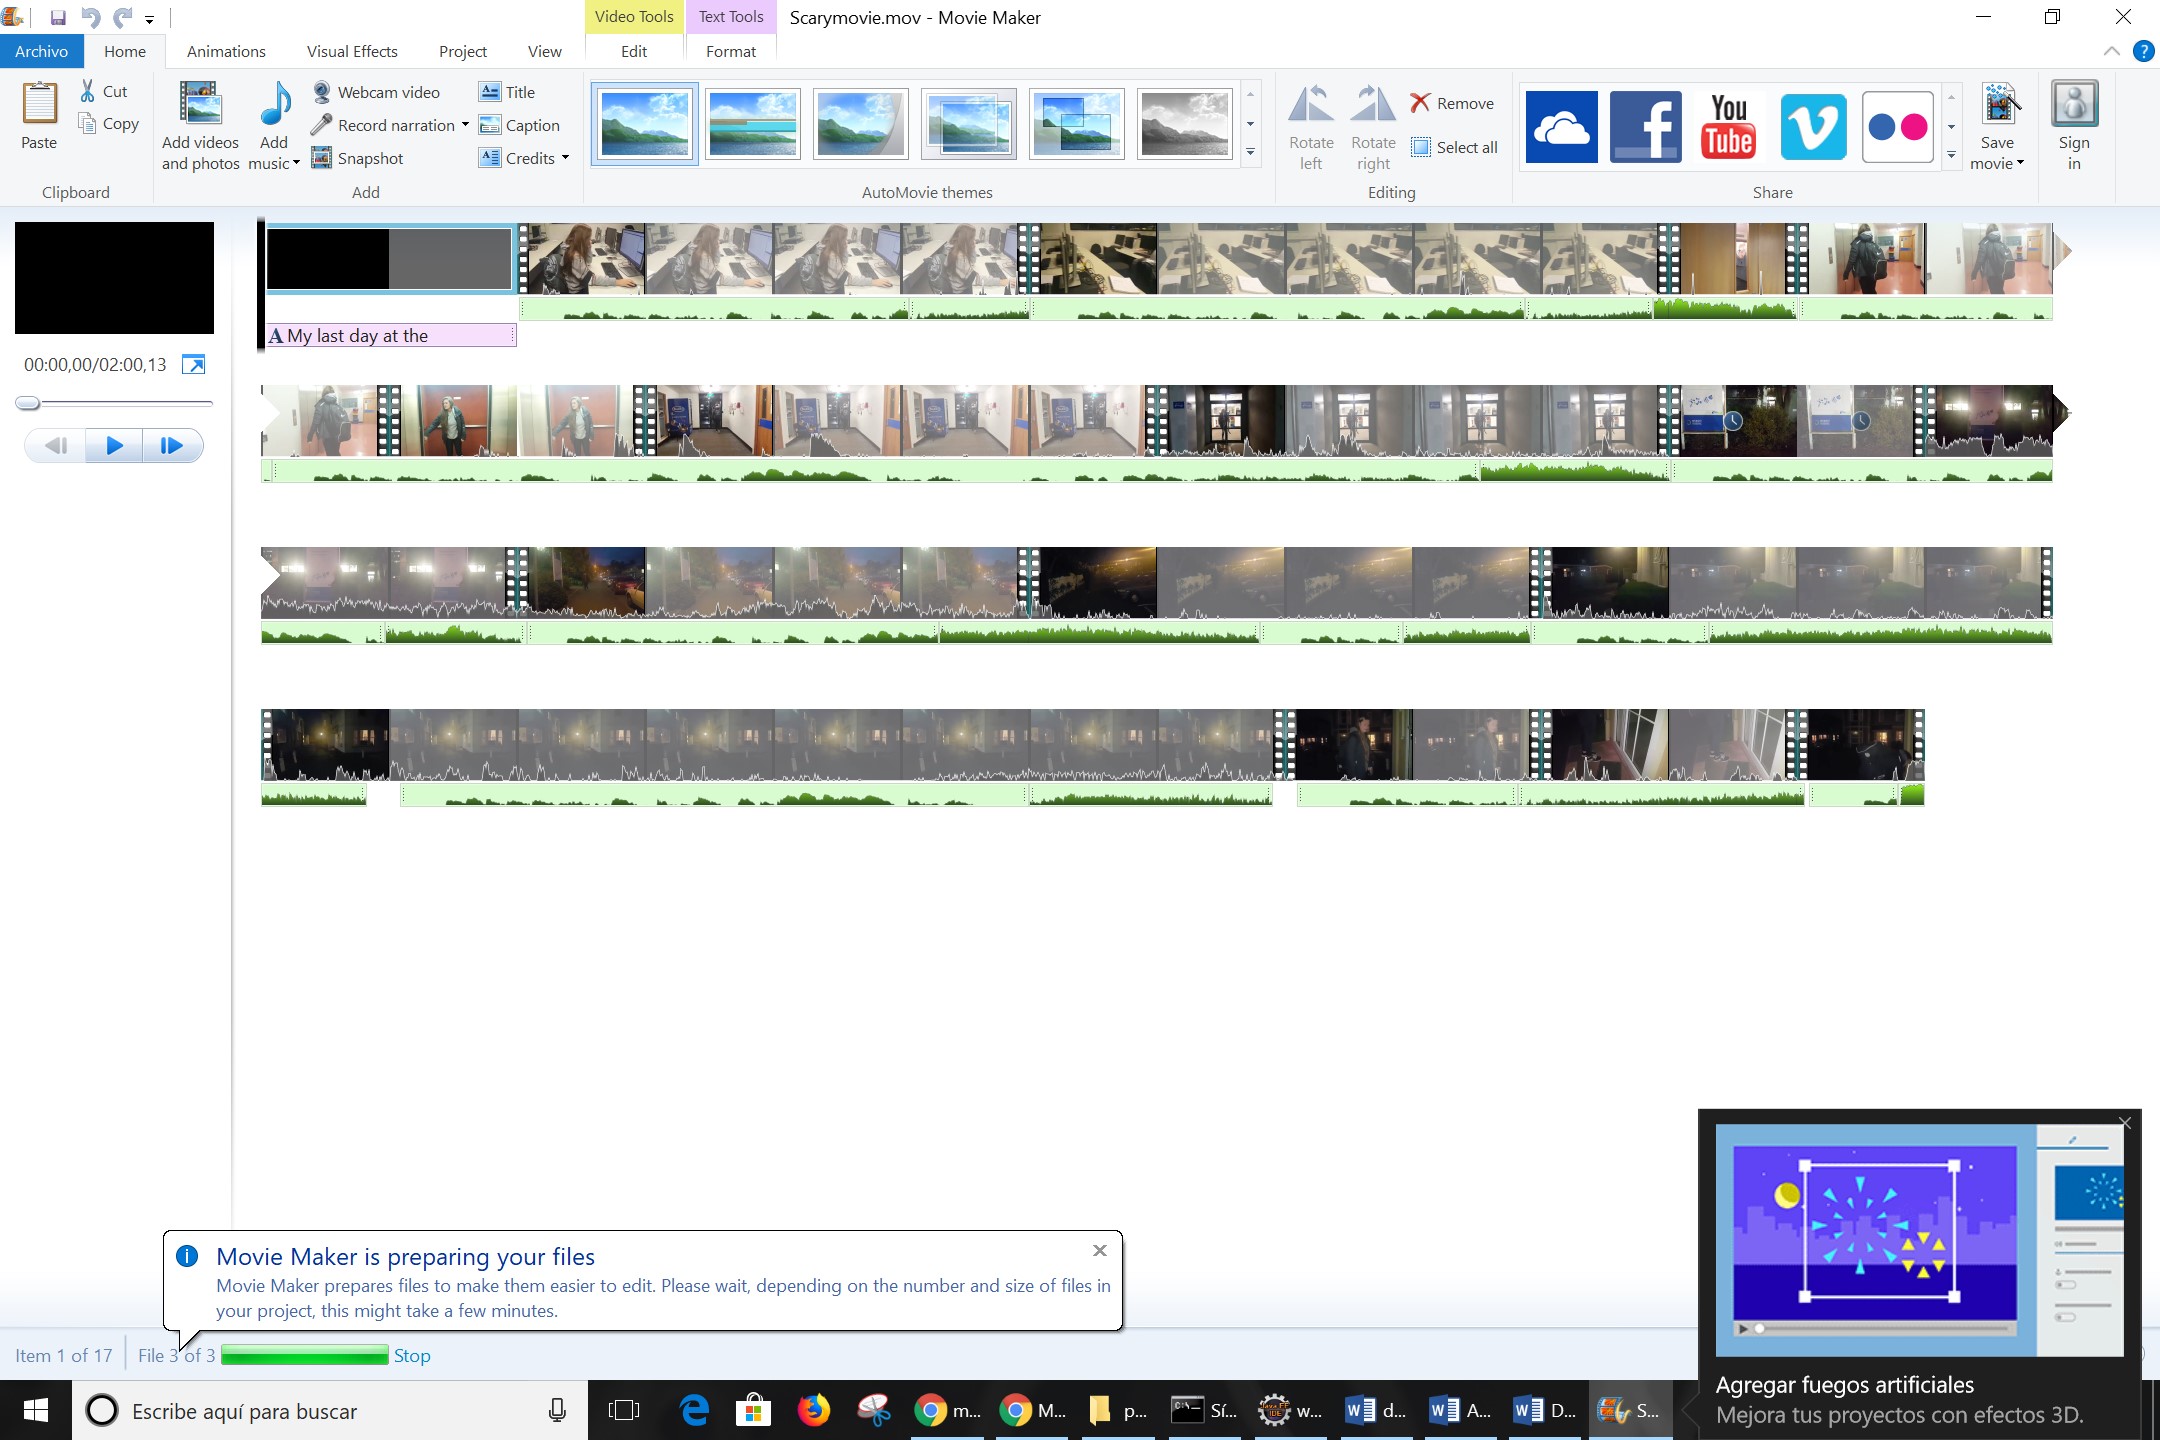 Video Tools
Text Tools
Scarymovie.mov - Movie Maker
Archivo
Home
Animations
Visual Effects
Project
View
Edit
Format
Paste
Cut
Copy
Clipboard
Add videos
and photos
Add
music
Webcam video
Record narration
Snapshot
Title
Caption
Credits
Add
AutoMovie themes
Rotate
left
Rotate
right
Remove
Select all
Editing
You
Tube
Share
Save
movie
Sign
in
A My last day at the
00:00,00/02:00,13
Movie Maker is preparing your files
Movie Maker prepares files to make them easier to edit. Please wait, depending on the number and size of files in
your project, this might take a few minutes.
Item 1 of 17
File 3 of 3
Stop
Agregar fuegos artificiales
Mejora tus proyectos con efectos 3D.
Escribe aquí para buscar
m...
M...
p...
Sí...
w...
d...
A...
D...
S...